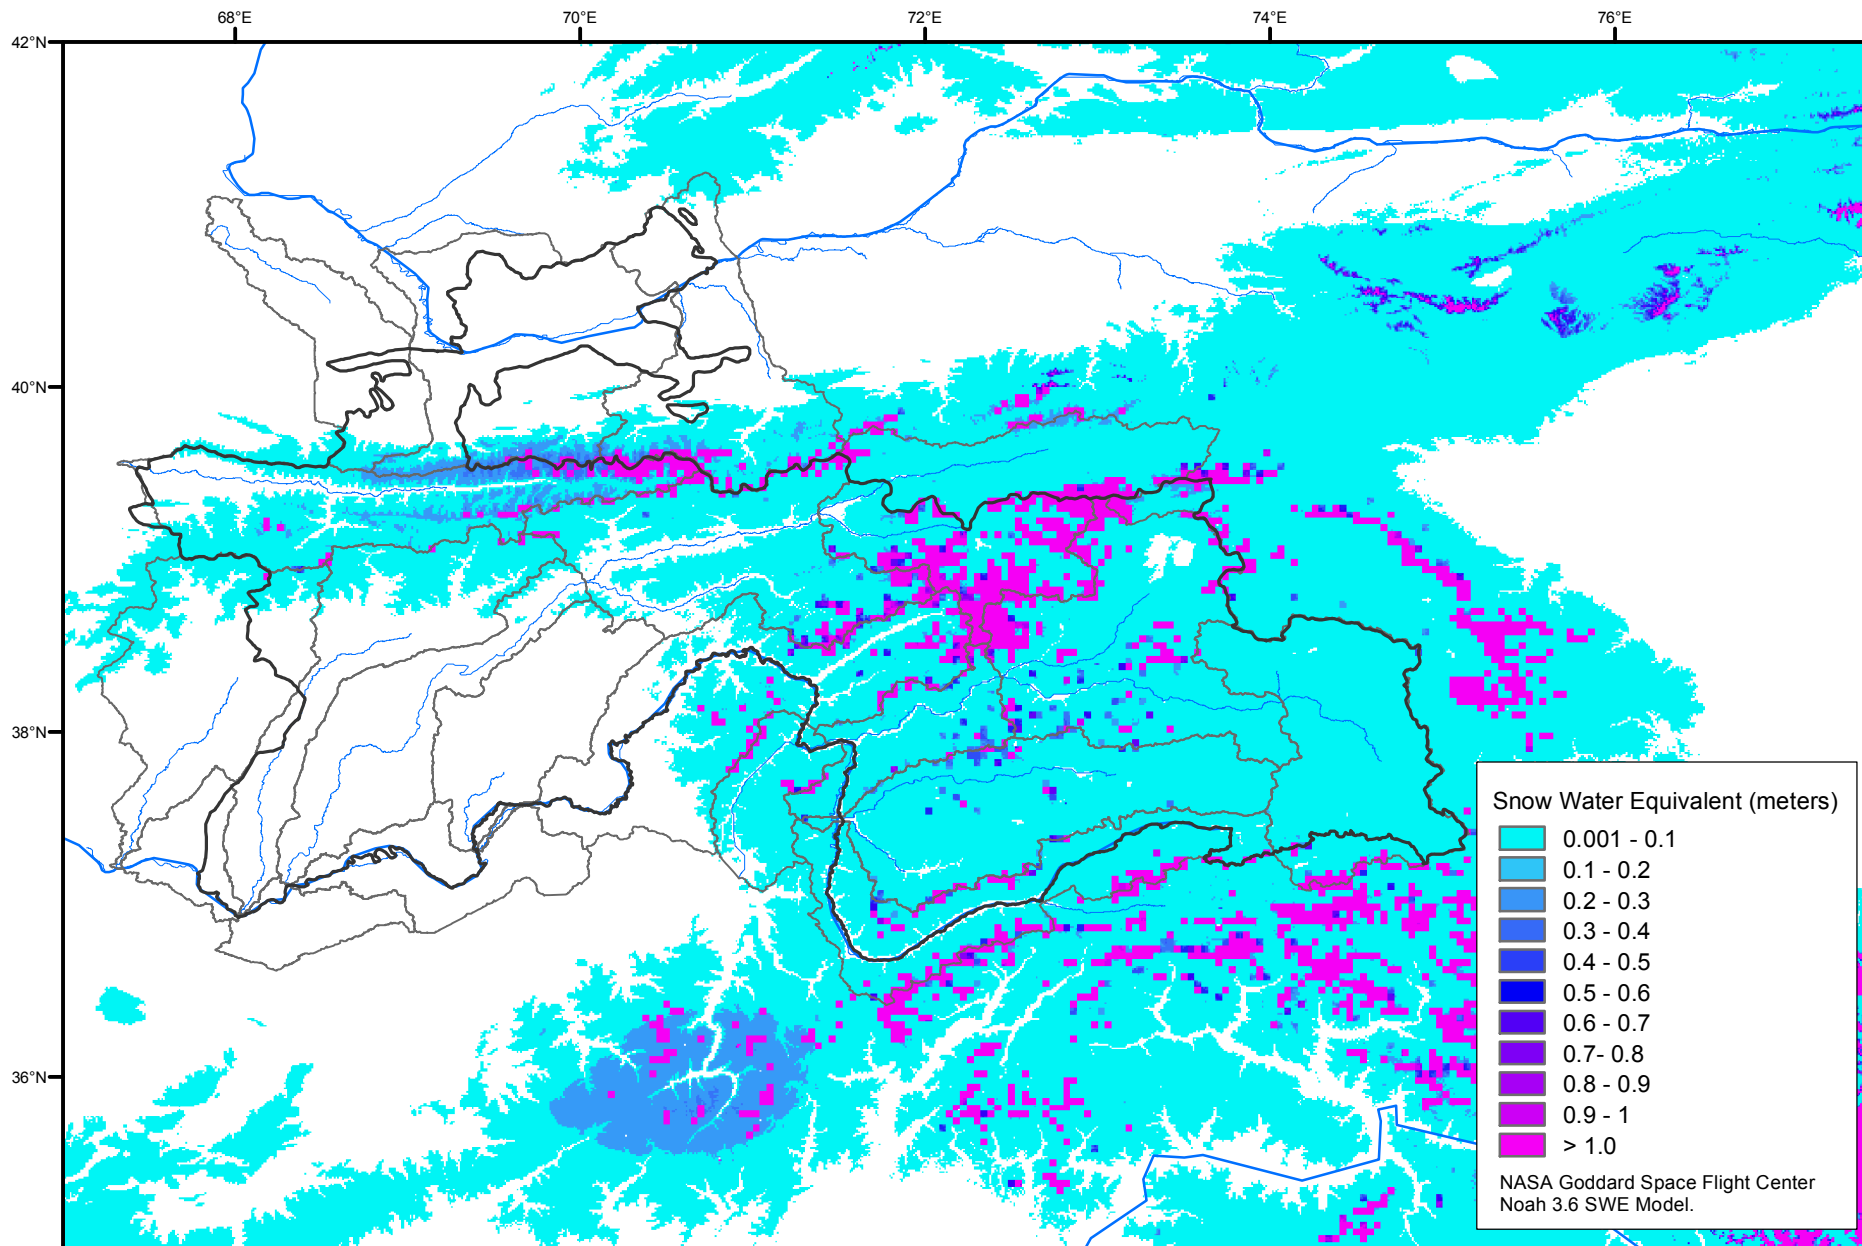 68°E
70°E
72°E
74°E
76°E
42°N
40°N
38°N
36°N
Snow Water Equivalent (meters)
0.001 - 0.1
0.1 - 0.2
0.2 - 0.3
0.3 - 0.4
0.4 - 0.5
0.5 - 0.6
0.6 - 0.7
0.7- 0.8
0.8 - 0.9
0.9 - 1
> 1.0
NASA Goddard Space Flight Center
Noah 3.6 SWE Model.